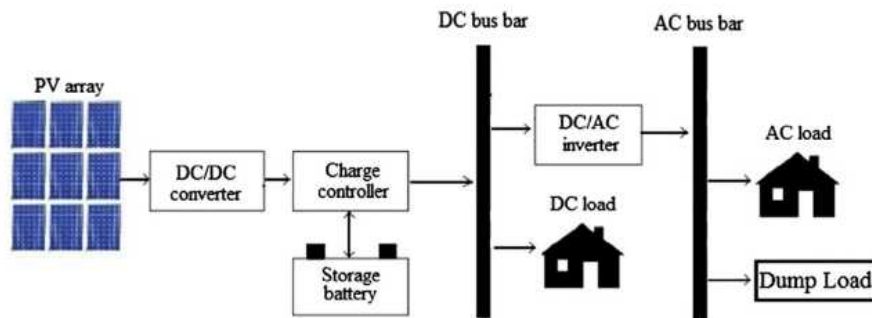 DC bus bar
AC bus bar
PV array
DC/DC
converter
Charge
controller
Storage
battery
DC/AC
inverter
DC load
AC load
Dump Load